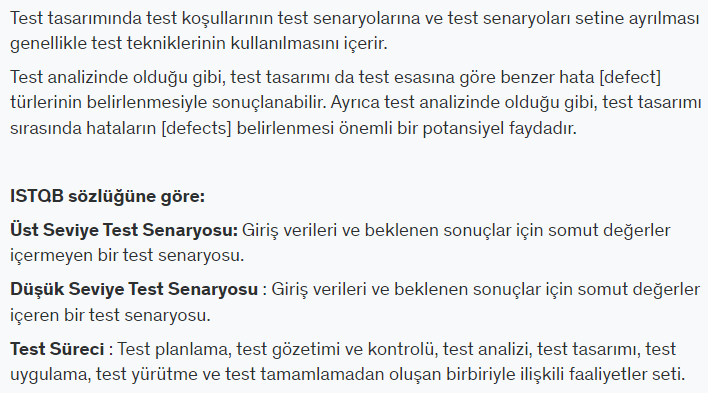 Test tasarımında test koşullarının test senaryolarına ve test senaryoları setine ayrılması
genellikle test tekniklerinin kullanılmasını içerir.
Test analizinde olduğu gibi, test tasarımı da test esasına göre benzer hata [defect]
türlerinin belirlenmesiyle sonuçlanabilir. Ayrıca test analizinde olduğu gibi, test tasarımı
sırasında hataların [defects] belirlenmesi önemli bir potansiyel faydadır.
ISTQB sözlüğüne göre:
Üst Seviye Test Senaryosu: Giriş verileri ve beklenen sonuçlar için somut değerler
içermeyen bir test senaryosu.
Düşük Seviye Test Senaryosu : Giriş verileri ve beklenen sonuçlar için somut değerler
içeren bir test senaryosu.
Test Süreci : Test planlama, test gözetimi ve kontrolü, test analizi, test tasarımı, test
uygulama, test yürütme ve test tamamlamadan oluşan birbiriyle ilişkili faaliyetler seti.